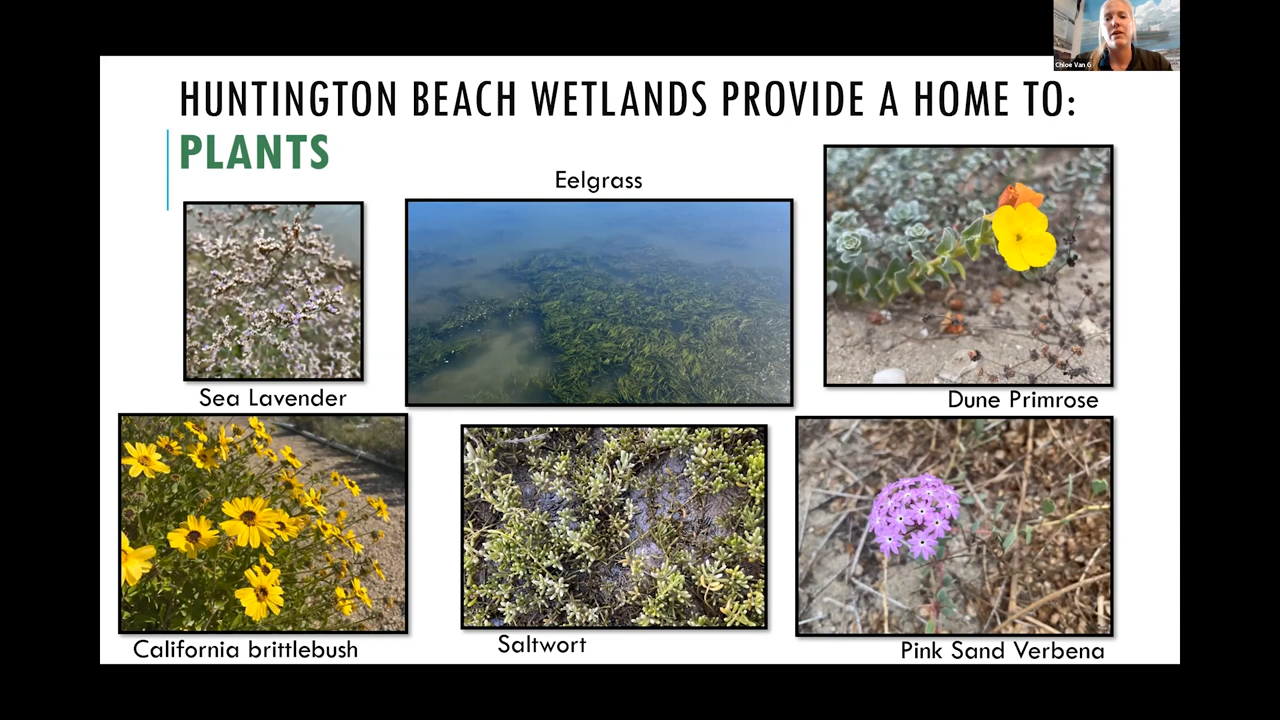 Chloe Van G
HUNTINGTON BEACH WETLANDS PROVIDE A HOME TO:
PLANTS
Eelgrass
Sea Lavender
Dune Primrose
California brittlebush
Saltwort
Pink Sand Verbena